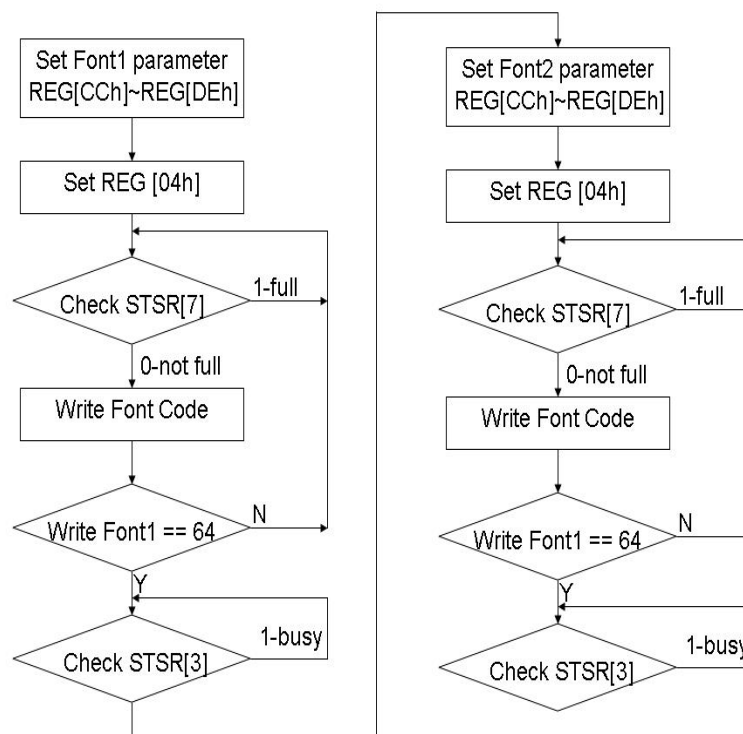 Set Font1 parameter
REG[CCh]~REG[DEh]
Set REG [04h]
Check STSR[7]
1-full
0-not full
Write Font Code
Write Font1 == 64
N
Y
Check STSR[3]
1-busy
Set Font2 parameter
REG[CCh]~REG[DEh]
Set REG [04h]
Check STSR[7]
1-full
0-not full
Write Font Code
Write Font1 == 64
N
Y
Check STSR[3]
1-busy